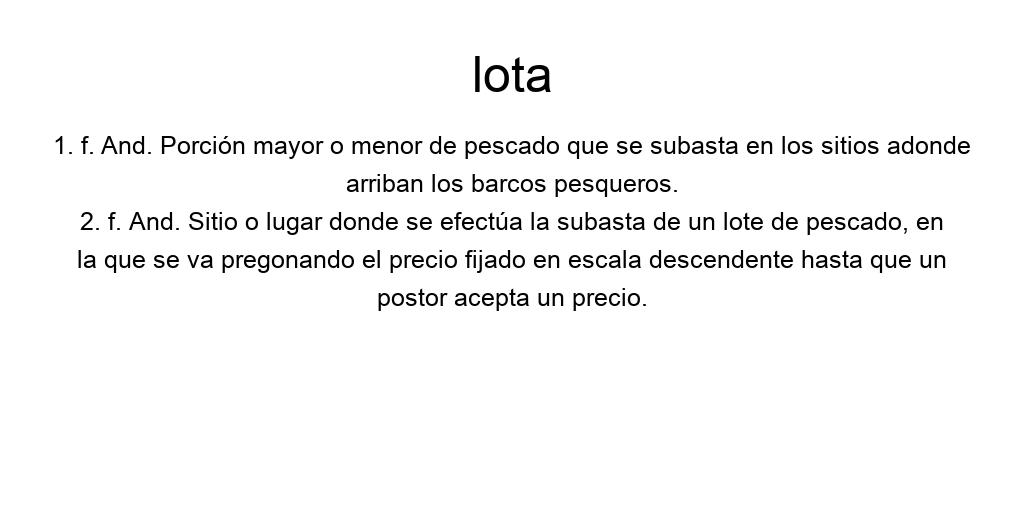 lota
1. f. And. Porción mayor o menor de pescado que se subasta en los sitios adonde
arriban los barcos pesqueros.
2. f. And. Sitio o lugar donde se efectúa la subasta de un lote de pescado, en
la que se va pregonando el precio fijado en escala descendente hasta que un
postor acepta un precio.